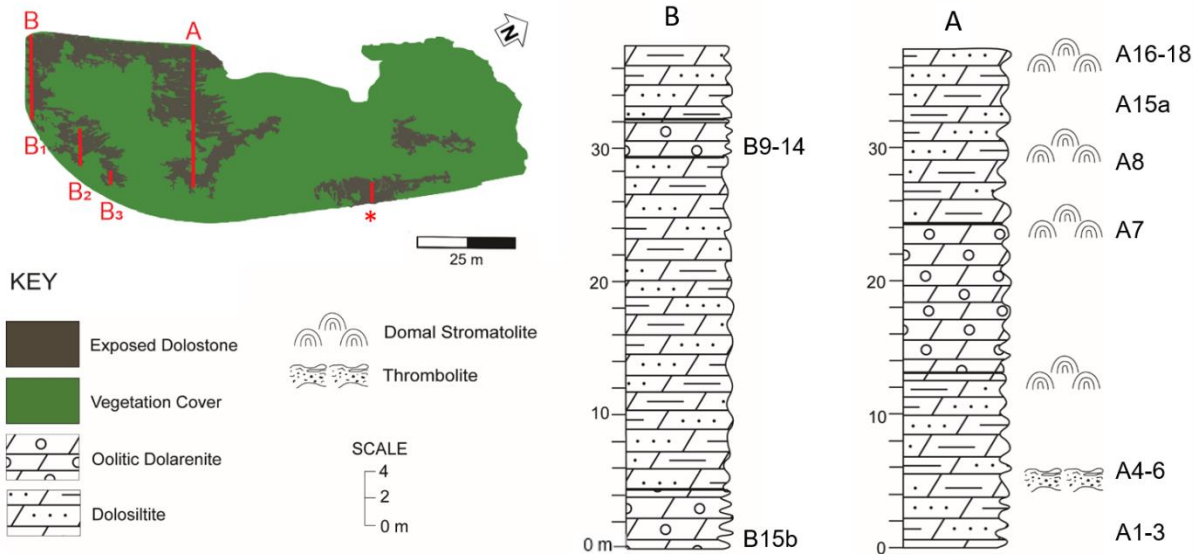 B
A
N
B₁
B₂
B₃
*
25 m
KEY
Exposed Dolostone
Vegetation Cover
Oolitic Dolarenite
Dolosiltite
Domal Stromatolite
Thrombolite
SCALE
4
2
0 m
B
30
20
10
0 m
B9-14
B15b
A
30
20
10
0
A16-18
A15a
A8
A7
A4-6
A1-3